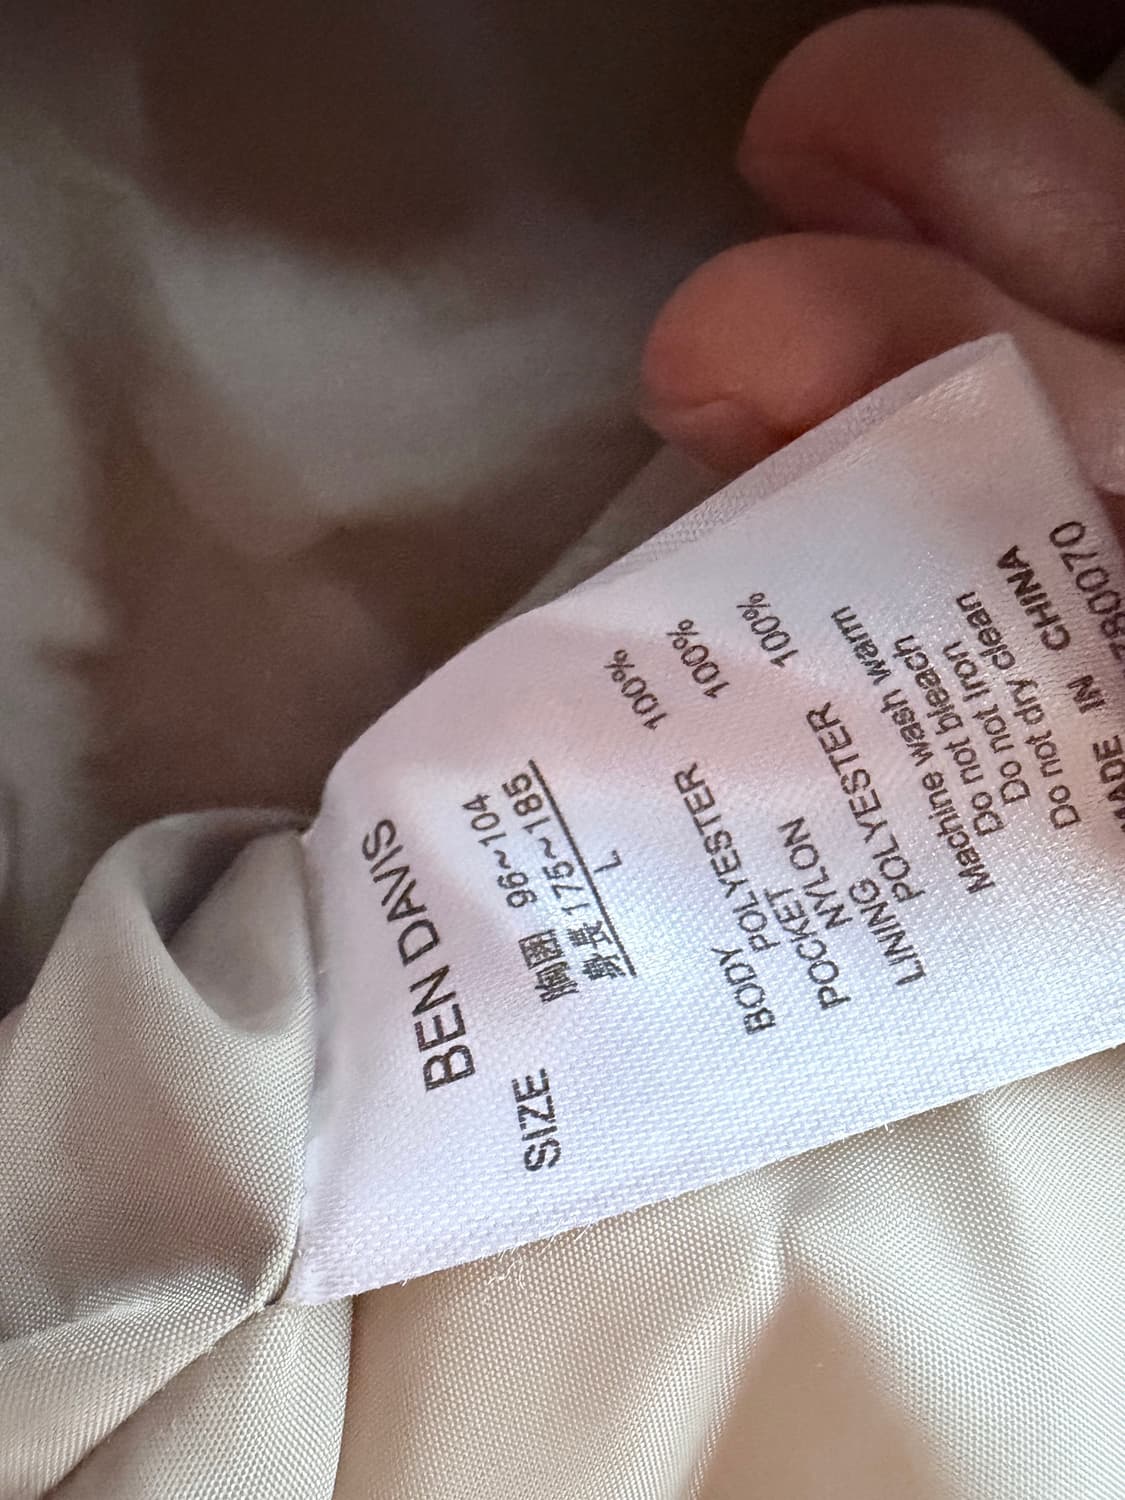 BEN DAVIS
SIZE 胸囲 96~104
身長 175~185
L
BODY
POLYESTER 100%
POCKET
NYLON 100%
LINING
POLYESTER 100%
Machine wash warm
Do not bleach
Do not Iron
Do not dry clean
MADE IN CHINA
780070